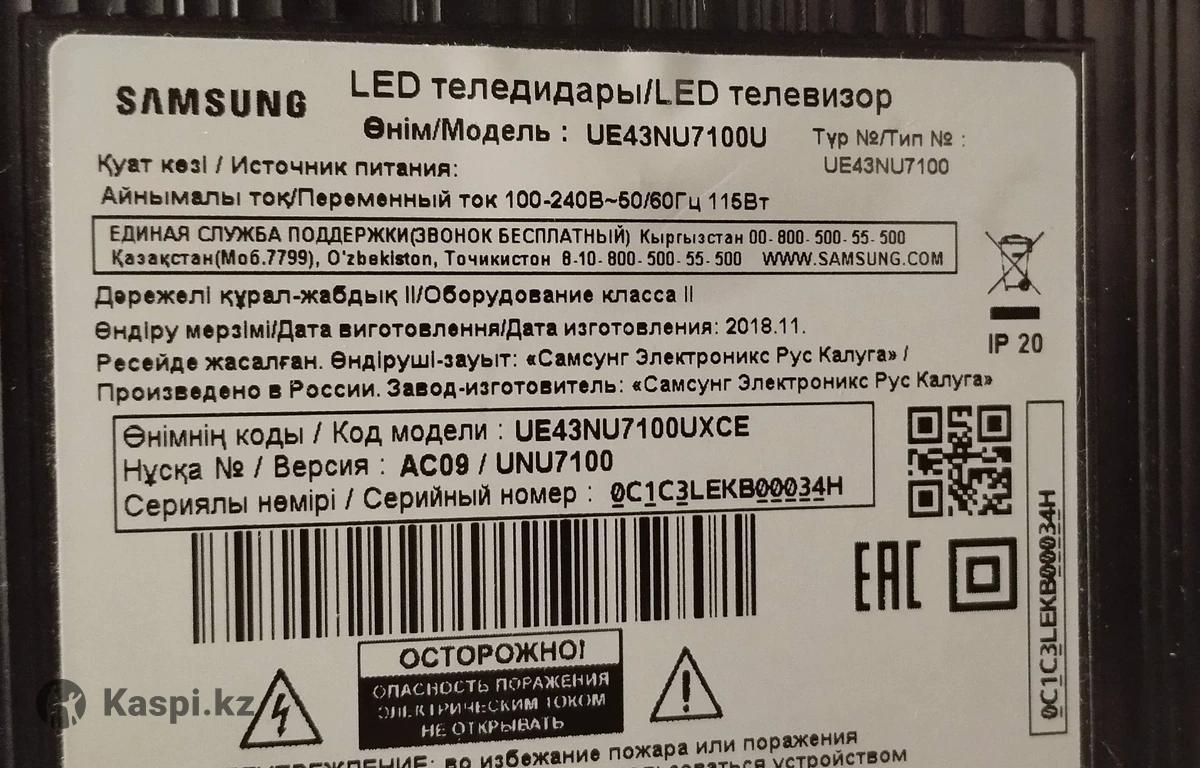 SAMSUNG
LED теледидары/LED телевизор
Өнім/Модель : UE43NU7100U
Түр №/Тип № :
UE43NU7100
Қуат көзі / Источник питания:
Айнымалы тоқ/Переменный ток 100-240В~50/60Гц 115Вт
ЕДИНАЯ СЛУЖБА ПОДДЕРЖКИ(ЗВОНОК БЕСПЛАТНЫЙ) Кыргызстан 00-800-500-55-500
Қазақстан(Моб.7799), O'zbekiston, Точикистон 8-10-800-500-55-500 WWW.SAMSUNG.COM
Дәрежелі құрал-жабдық II/Оборудование класса II
Өндіру мерзімі/Дата виготовлення/Дата изготовления: 2018.11.
IP 20
Ресейде жасалған. Өндіруші-зауыт: «Самсунг Электроникс Рус Калуга» /
Произведено в России. Завод-изготовитель: «Самсунг Электроникс Рус Калуга»
Өнімнің коды / Код модели : UE43NU7100UXCE
Нұсқа № / Версия : AC09 / UNU7100
Сериялы нөмірі / Серийный номер : 0C1C3LEKB00034H
0C1C3LEKB00034H
EAC
ОСТОРОЖНО!
ОПАСНОСТЬ ПОРАЖЕНИЯ
ЭЛЕКТРИЧЕСКИМ ТОКОМ
НЕ ОТКРЫВАТЬ
Kaspi.kz
во избежание пожара или поражения
устройством